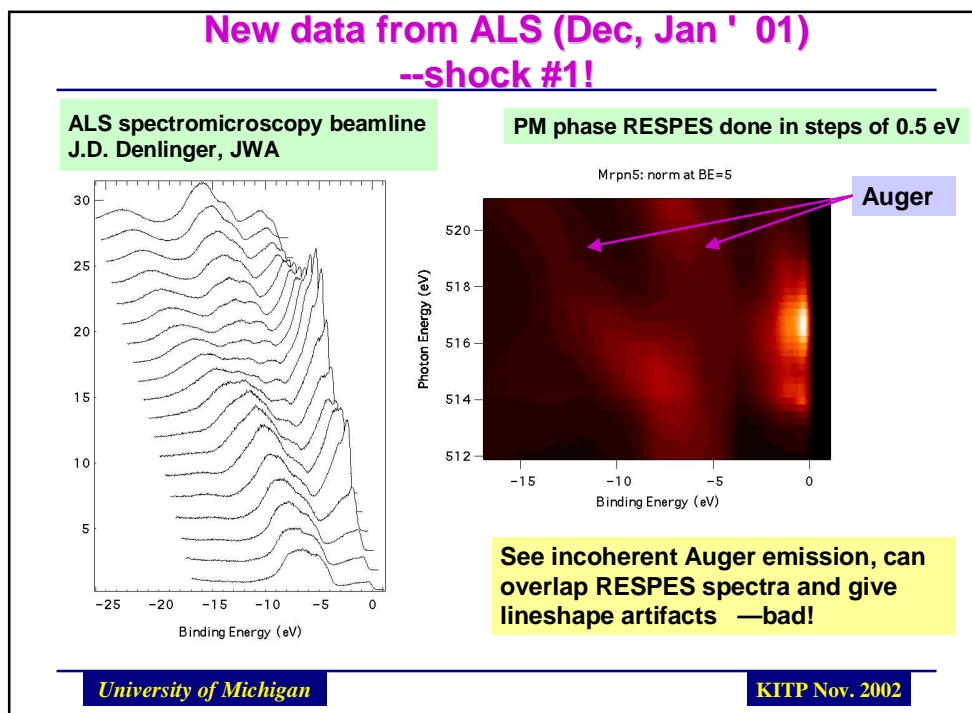 New data from ALS (Dec, Jan ' 01)
--shock #1!
ALS spectromicroscopy beamline
J.D. Denlinger, JWA
PM phase RESPES done in steps of 0.5 eV
30
25
20
15
10
5
-25 -20 -15 -10 -5 0
Binding Energy (eV)
Mrpn5: norm at BE=5
Auger
Photon Energy (eV)
520
518
516
514
512
-15 -10 -5 0
Binding Energy (eV)
See incoherent Auger emission, can
overlap RESPES spectra and give
lineshape artifacts —bad!
University of Michigan
KITP Nov. 2002